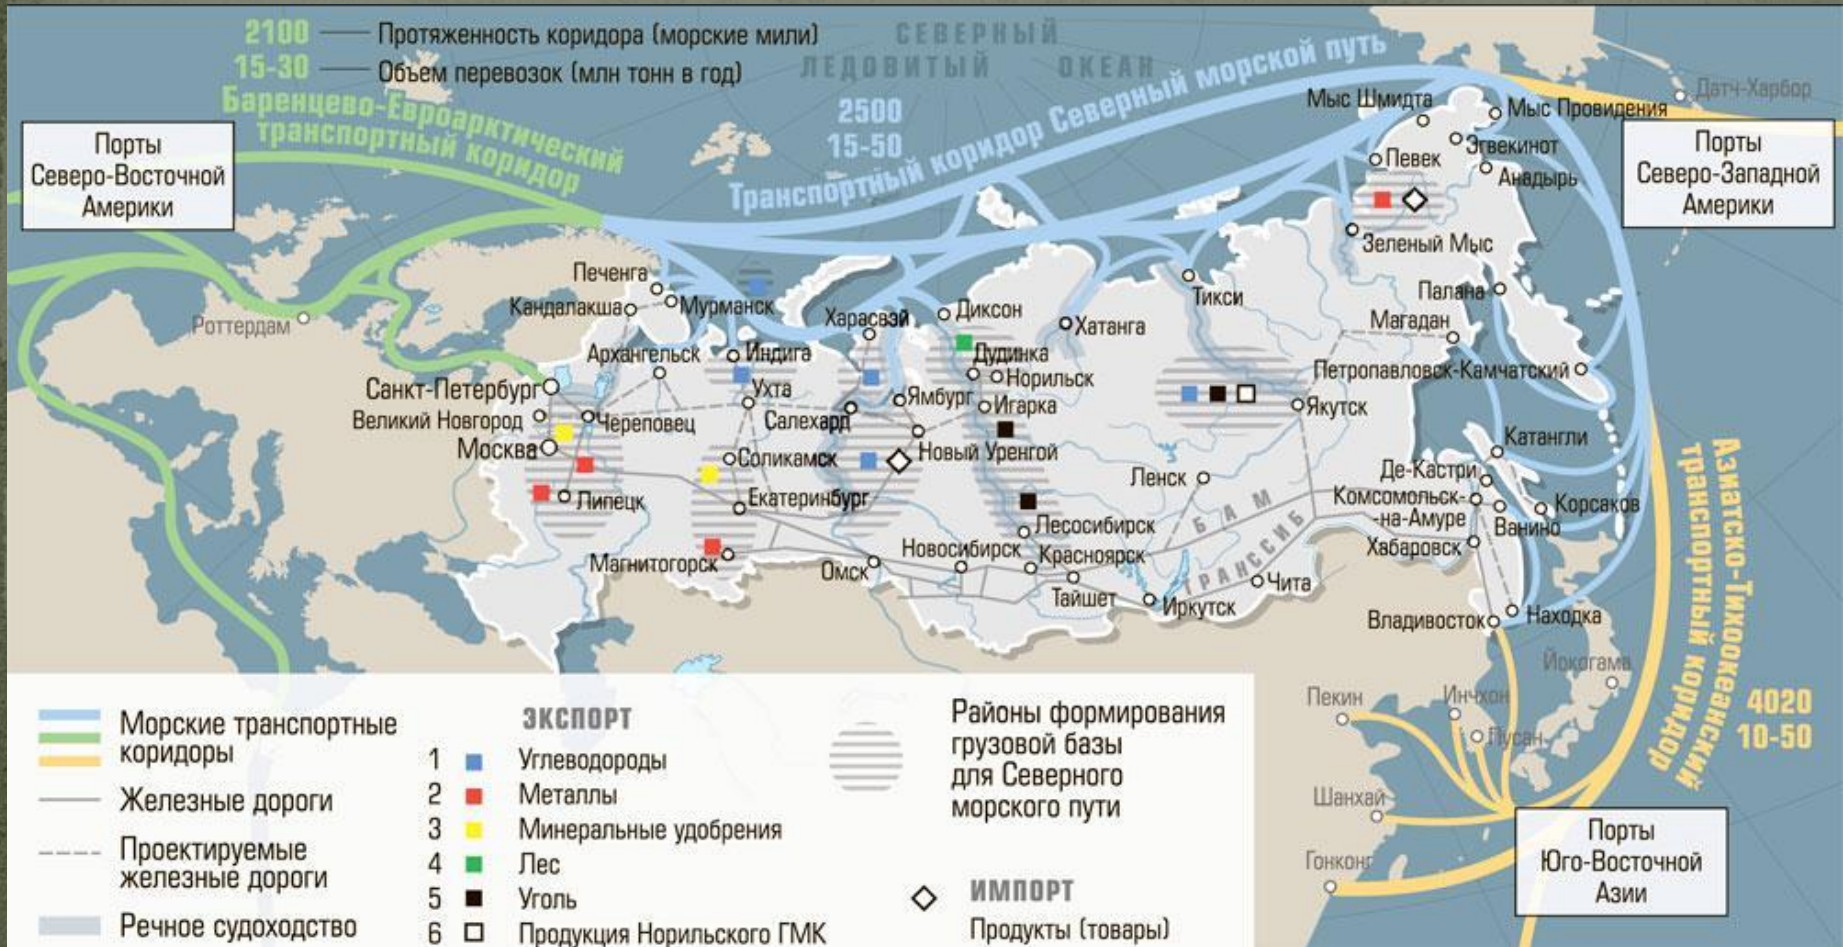 2100
Протяженность коридора (морские мили)
15-30
Объем перевозок (млн тонн в год)
Баренцево-Евроарктический
транспортный коридор
СЕВЕРНЫЙ
ЛЕДОВИТЫЙ ОКЕАН
2500
15-50
Транспортный коридор Северный морской путь
Порты
Северо-Восточной
Америки
Порты
Северо-Западной
Америки
Датч-Харбор
Мыс Шмидта
Мыс Провидения
Эгвекинот
Певек
Анадырь
Зеленый Мыс
Палана
Магадан
Петропавловск-Камчатский
Тикси
Хатанга
Диксон
Харасвэй
Дудинка
Норильск
Игарка
Ямбург
Новый Уренгой
Салехард
Печенга
Кандалакша
Мурманск
Роттердам
Архангельск
Индига
Ухта
Санкт-Петербург
Великий Новгород
Череповец
Москва
Соликамск
Липецк
Екатеринбург
Магнитогорск
Омск
Новосибирск
Лесосибирск
Красноярск
Тайшет
Иркутск
Чита
Ленск
Якутск
БАМ
ТРАНССИБ
Катангли
Де-Кастри
Комсомольск-
-на-Амуре
Ванино
Корсаков
Хабаровск
Владивосток
Находка
Йокогама
Пекин
Инчхон
Пусан
Шанхай
Гонконг
Азиатско-Тихоокеанский
транспортный коридор
4020
10-50
Порты
Юго-Восточной
Азии
Морские транспортные
коридоры
Железные дороги
Проектируемые
железные дороги
Речное судоходство
ЭКСПОРТ
1 Углеводороды
2 Металлы
3 Минеральные удобрения
4 Лес
5 Уголь
6 Продукция Норильского ГМК
Районы формирования
грузовой базы
для Северного
морского пути
ИМПОРТ
Продукты (товары)